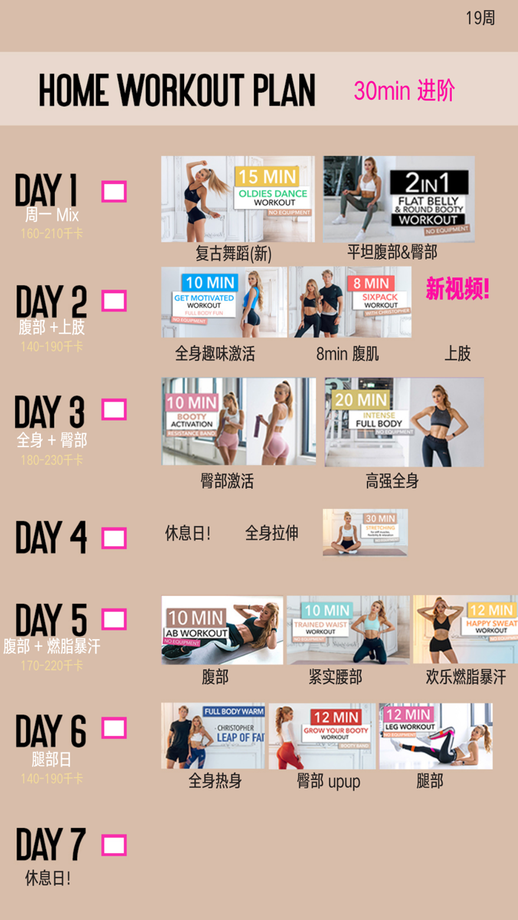 19周
HOME WORKOUT PLAN
30min 进阶
DAY 1
周一 Mix
160-210千卡
15 MIN
OLDIES DANCE
WORKOUT
NO EQUIPMENT
复古舞蹈(新)
2 IN 1
FLAT BELLY
& ROUND BOOTY
WORKOUT
NO EQUIPMENT
平坦腹部&臀部
DAY 2
腹部 +上肢
140-190千卡
10 MIN
GET MOTIVATED
WORKOUT
FULL BODY FUN
NO EQUIPMENT
全身趣味激活
8 MIN
SIXPACK
WORKOUT
WITH CHRISTOPHER
8min 腹肌
新视频!
上肢
DAY 3
全身 + 臀部
180-230千卡
10 MIN
BOOTY
ACTIVATION
RESISTANCE BAND
臀部激活
20 MIN
INTENSE
FULL BODY
NO EQUIPMENT
高强全身
DAY 4
休息日!
全身拉伸
30 MIN
STRETCHING
DAY 5
腹部 + 燃脂暴汗
170-220千卡
10 MIN
AB WORKOUT
NO EQUIPMENT
腹部
10 MIN
TRAINED WAIST
WORKOUT
紧实腰部
12 MIN
HAPPY SWEAT
WORKOUT
欢乐燃脂暴汗
DAY 6
腿部日
140-190千卡
FULL BODY WARM
CHRISTOPHER
LEAP OF FAI
全身热身
12 MIN
GROW YOUR BOOTY
WORKOUT
BOOTY BAND
臀部 upup
12 MIN
LEG WORKOUT
NO EQUIPMENT
腿部
DAY 7
休息日!